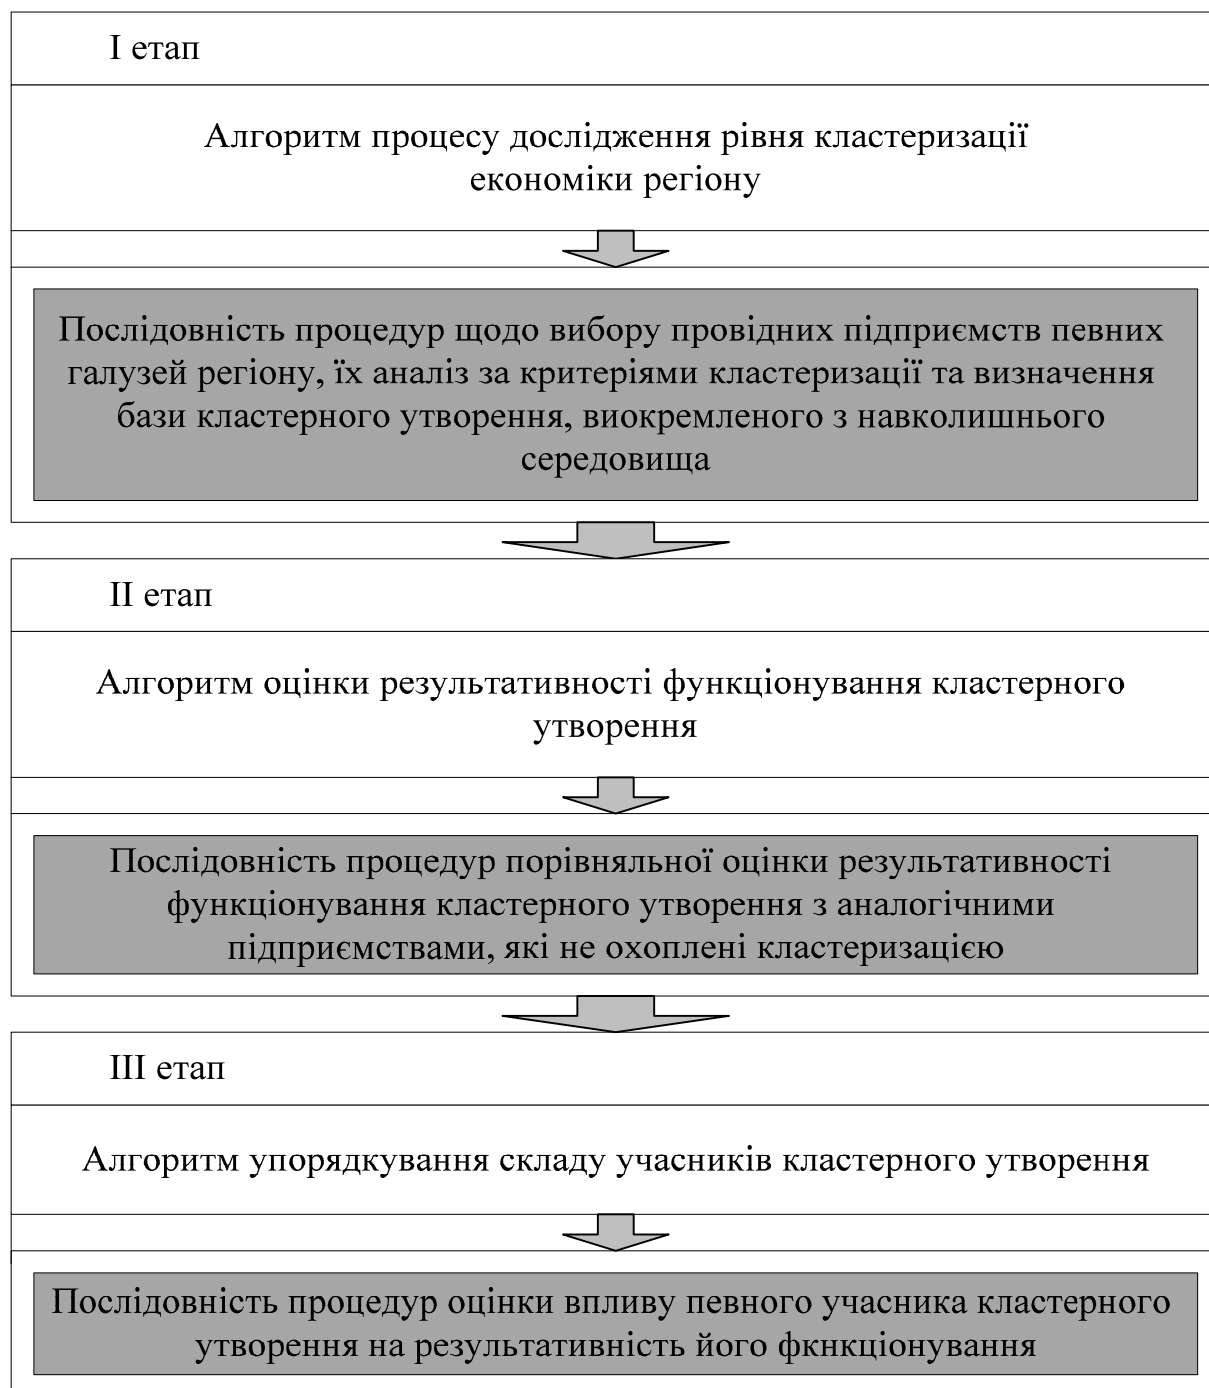 І етап
Алгоритм процесу дослідження рівня кластеризації
економіки регіону
Послідовність процедур щодо вибору провідних підприємств певних
галузей регіону, їх аналіз за критеріями кластеризації та визначення
бази кластерного утворення, виокремленого з навколишнього
середовища
ІІ етап
Алгоритм оцінки результативності функціонування кластерного
утворення
Послідовність процедур порівняльної оцінки результативності
функціонування кластерного утворення з аналогічними
підприємствами, які не охоплені кластеризацією
ІІІ етап
Алгоритм упорядкування складу учасників кластерного утворення
Послідовність процедур оцінки впливу певного учасника кластерного
утворення на результативність його фкнкціонування